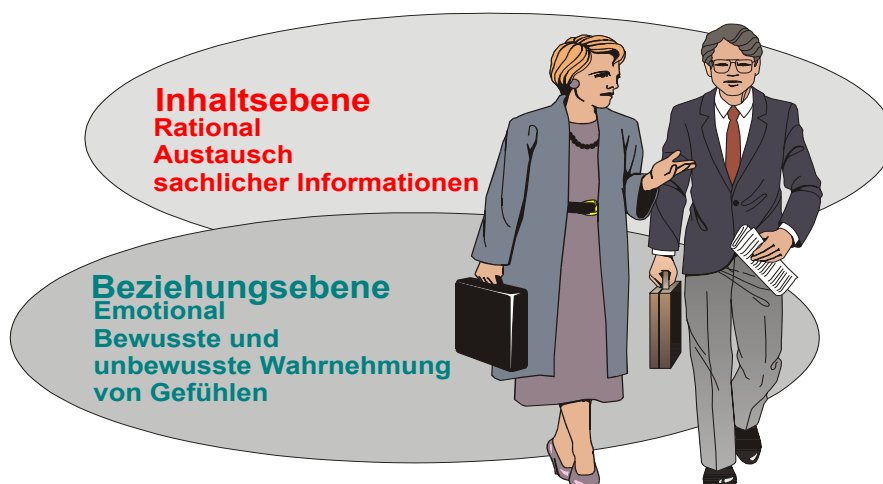 Inhaltsebene
Rational
Austausch
sachlicher Informationen
Beziehungsebene
Emotional
Bewusste und
unbewusste Wahrnehmung
von Gefühlen